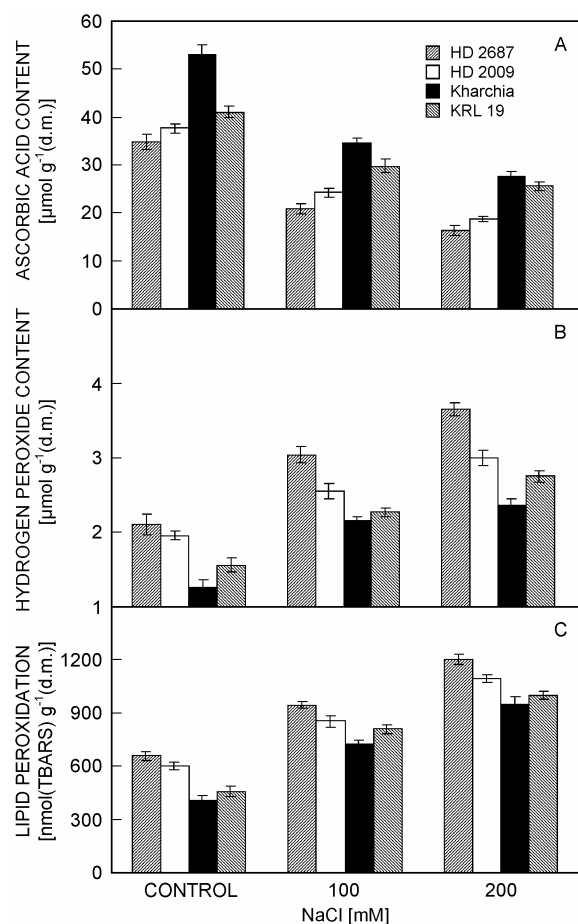 ASCORBIC ACID CONTENT
[µmol g⁻¹(d.m.)]
60
50
40
30
20
10
0
A
HD 2687
HD 2009
Kharchia
KRL 19
HYDROGEN PEROXIDE CONTENT
[µmol g⁻¹(d.m.)]
4
3
2
1
B
LIPID PEROXIDATION
[nmol(TBARS) g⁻¹(d.m.)]
1200
900
600
300
0
C
CONTROL 100 200
NaCl [mM]